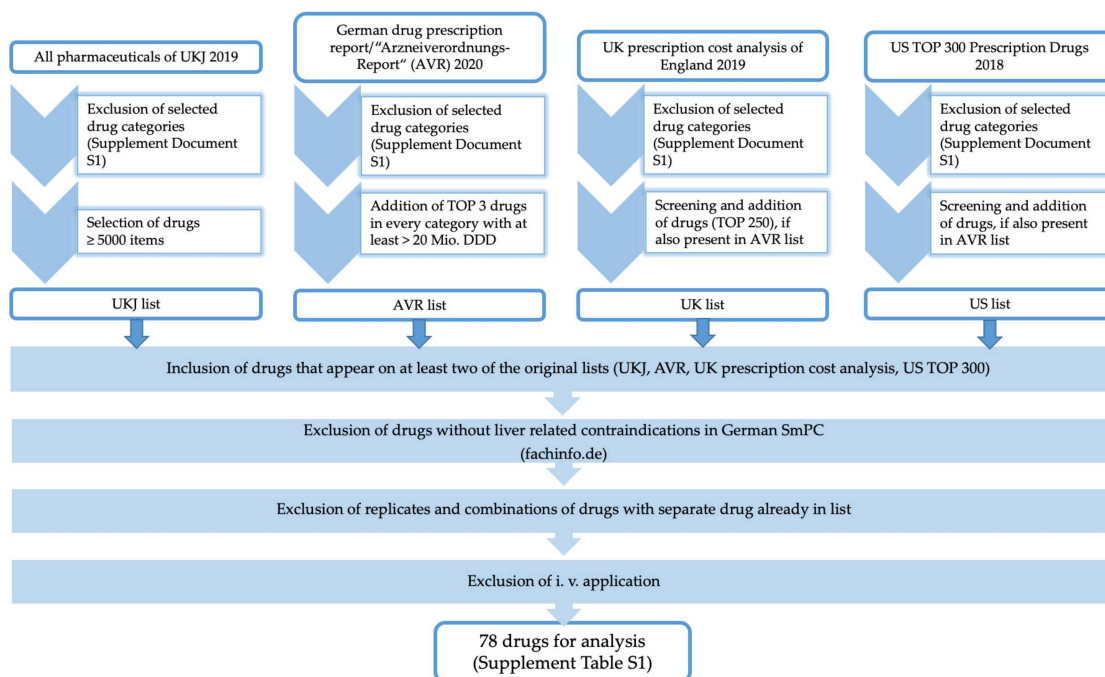 All pharmaceuticals of UKJ 2019
German drug prescription
report/“Arzneiverordnungs-
Report“ (AVR) 2020
UK prescription cost analysis of
England 2019
US TOP 300 Prescription Drugs
2018
Exclusion of selected
drug categories
(Supplement Document
S1)
Exclusion of selected
drug categories
(Supplement Document
S1)
Exclusion of selected
drug categories
(Supplement Document
S1)
Exclusion of selected
drug categories
(Supplement Document
S1)
Selection of drugs
≥ 5000 items
Addition of TOP 3 drugs
in every category with at
least > 20 Mio. DDD
Screening and addition
of drugs (TOP 250), if
also present in AVR list
Screening and addition
of drugs, if also present
in AVR list
UKJ list
AVR list
UK list
US list
Inclusion of drugs that appear on at least two of the original lists (UKJ, AVR, UK prescription cost analysis, US TOP 300)
Exclusion of drugs without liver related contraindications in German SmPC
(fachinfo.de)
Exclusion of replicates and combinations of drugs with separate drug already in list
Exclusion of i. v. application
78 drugs for analysis
(Supplement Table S1)